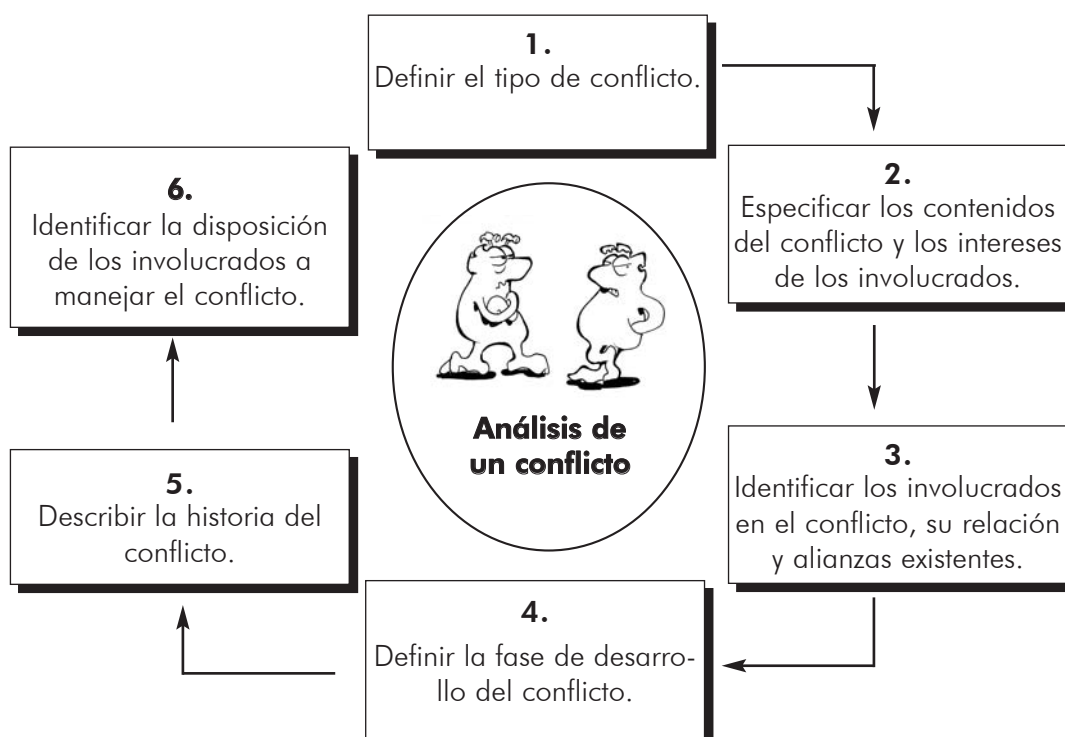 1.
Definir el tipo de conflicto.
2.
Especificar los contenidos
del conflicto y los intereses
de los involucrados.
3.
Identificar los involucrados
en el conflicto, su relación
y alianzas existentes.
4.
Definir la fase de desarro-
llo del conflicto.
5.
Describir la historia del
conflicto.
6.
Identificar la disposición
de los involucrados a
manejar el conflicto.
Análisis de
un conflicto